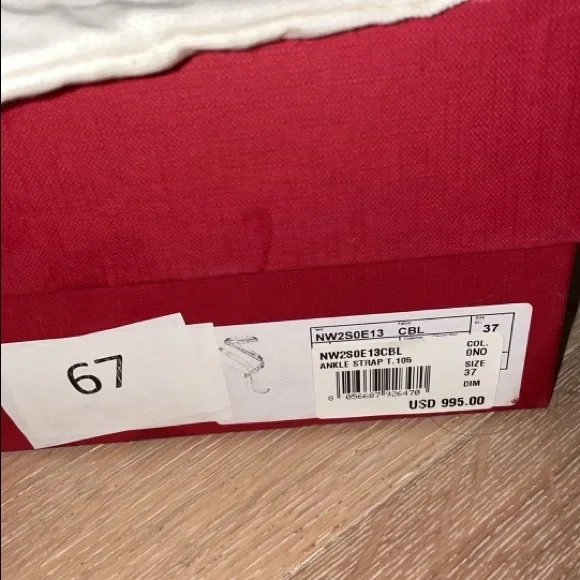 67
NW2S0E13 CBL 37
NW2S0E13CBL
COL.
0NO
ANKLE STRAP T.105
SIZE
37
DIM
8 056687 926470
USD 995.00